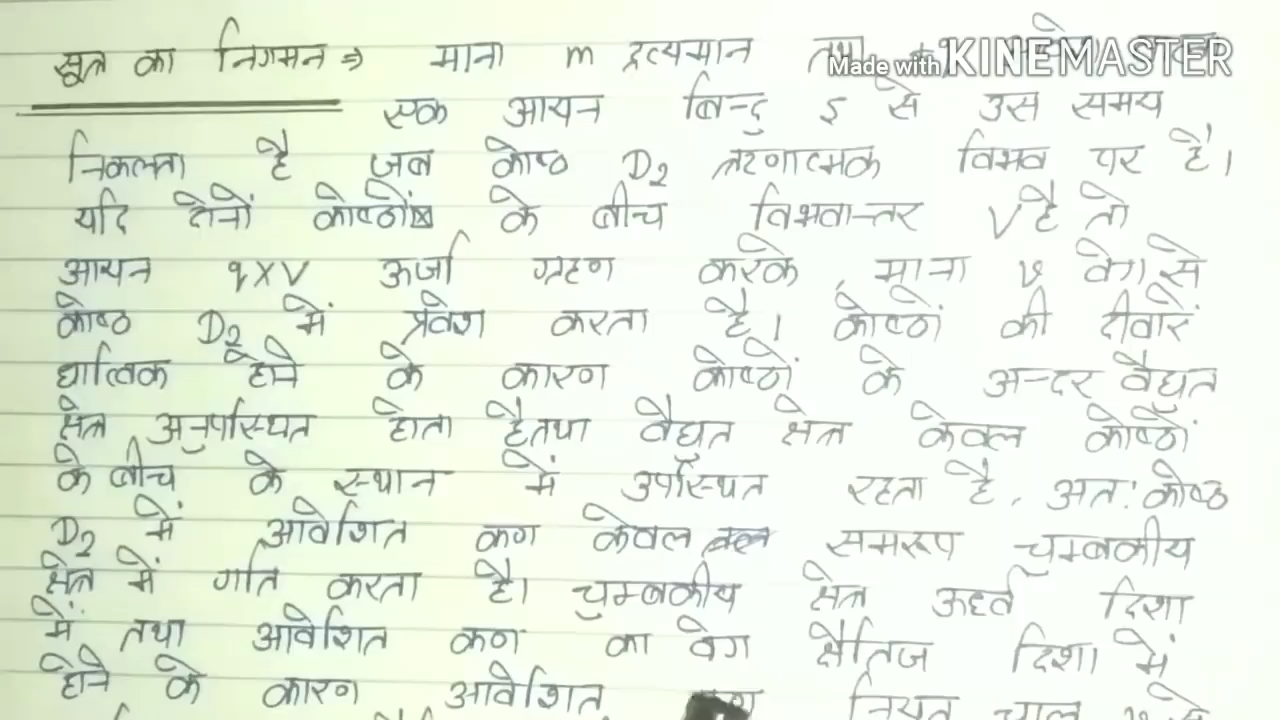 सूत्र का निगमन ⇒ माना m द्रव्यमान तथा
Made with KINEMASTER
एक आयन बिन्दु S से उस समय
निकलता है जब कोष्ठ D2 ऋणात्मक विभव पर है।
यदि दोनों कोष्ठों के बीच विभवान्तर V है तो
आयन q×V ऊर्जा ग्रहण करके, माना v वेग से
कोष्ठ D2 में प्रवेश करता है। कोष्ठों की दीवारें
धात्विक होने के कारण कोष्ठों के अन्दर वैद्युत
क्षेत्र अनुपस्थित होता है तथा वैद्युत क्षेत्र केवल कोष्ठों
के बीच के स्थान में उपस्थित रहता है, अतः कोष्ठ
D2 में आवेशित कण केवल समरूप चुम्बकीय
क्षेत्र में गति करता है। चुम्बकीय क्षेत्र ऊर्ध्व दिशा
में तथा आवेशित कण का वेग क्षैतिज दिशा में
होने के कारण आवेशित नियत चाल